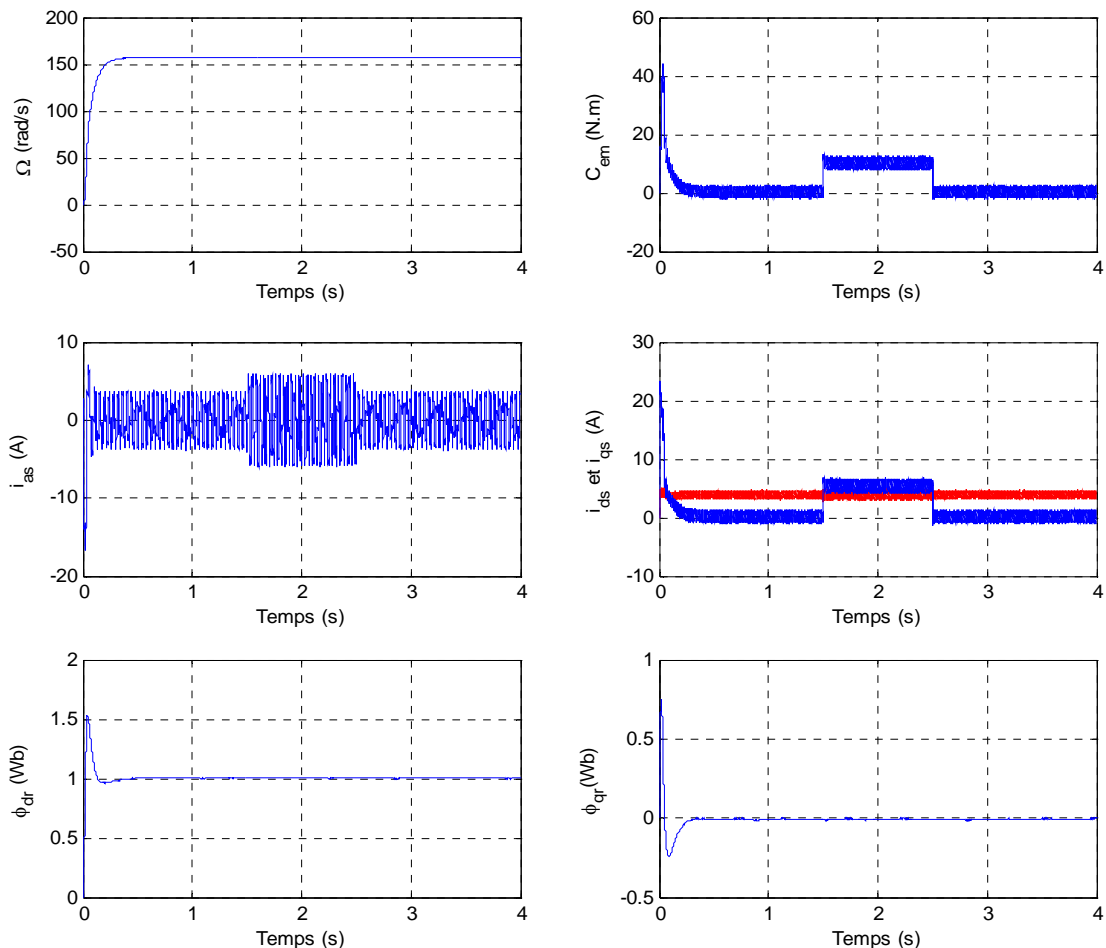 200
150
100
50
0
-50
Ω (rad/s)
0 1 2 3 4
Temps (s)
60
40
20
0
-20
C_em (N.m)
0 1 2 3 4
Temps (s)
10
0
-10
-20
i_as (A)
0 1 2 3 4
Temps (s)
30
20
10
0
-10
i_ds et i_qs (A)
0 1 2 3 4
Temps (s)
2
1.5
1
0.5
0
ϕ_dr (Wb)
0 1 2 3 4
Temps (s)
1
0.5
0
-0.5
ϕ_qr(Wb)
0 1 2 3 4
Temps (s)